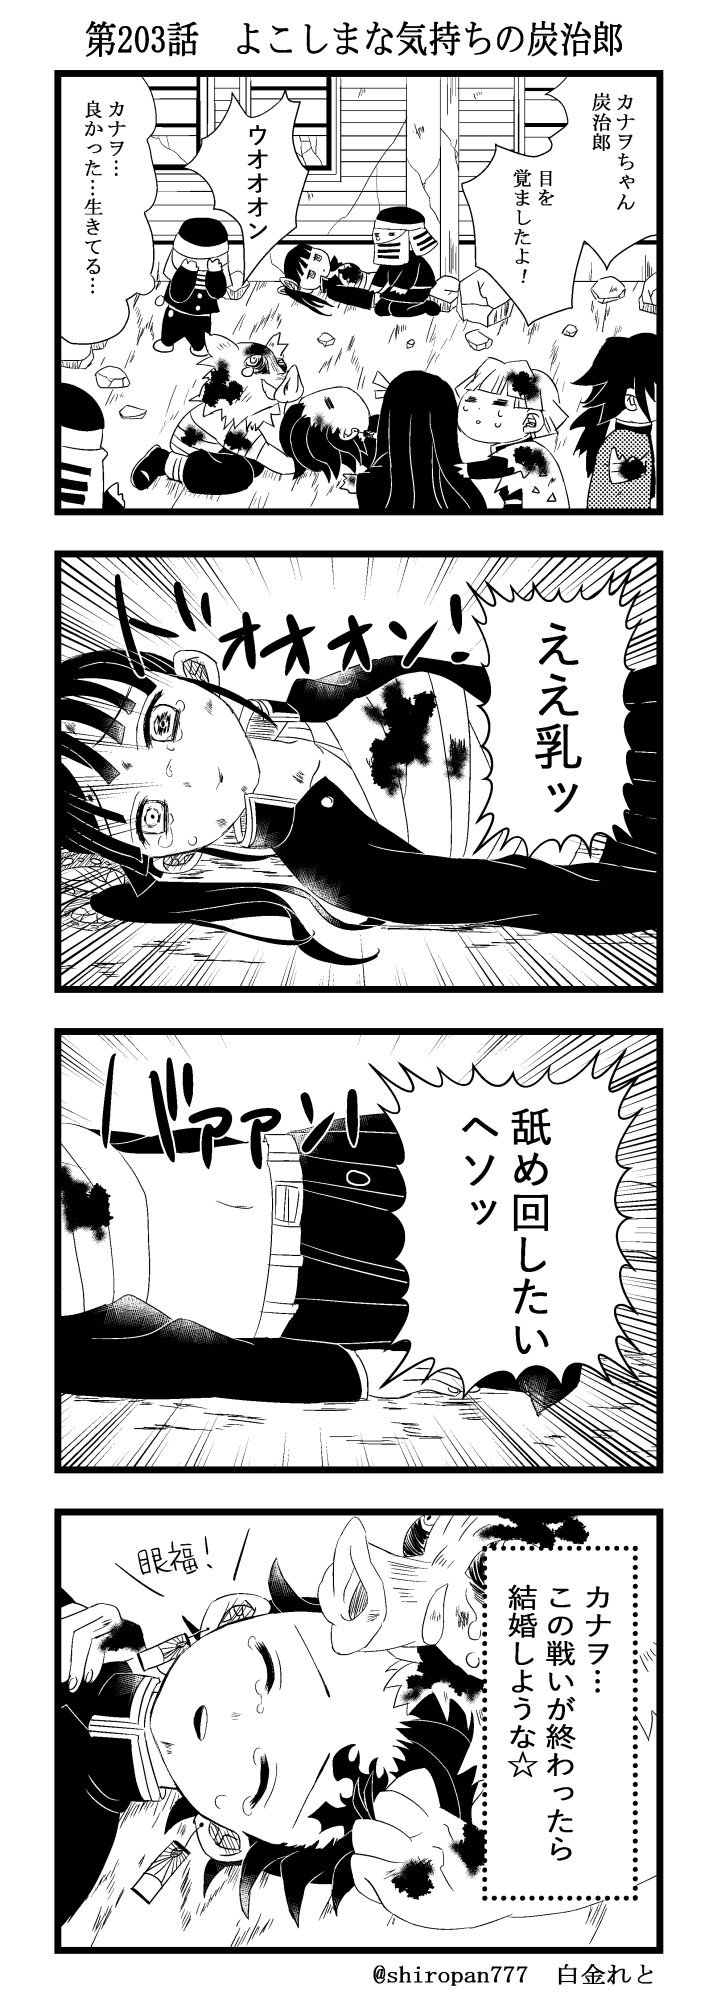 第203話　よこしまな気持ちの炭治郎
カナヲちゃん
炭治郎
目を
覚ましたよ！
ウオオオン
カナヲ…
良かった…生きてる…
ええ乳ッ
ドオオオン！
舐め回したい
ヘソッ
バァアアン！
カナヲ…
この戦いが終わったら
結婚しような☆
眼福！
@shiropan777　白金れと